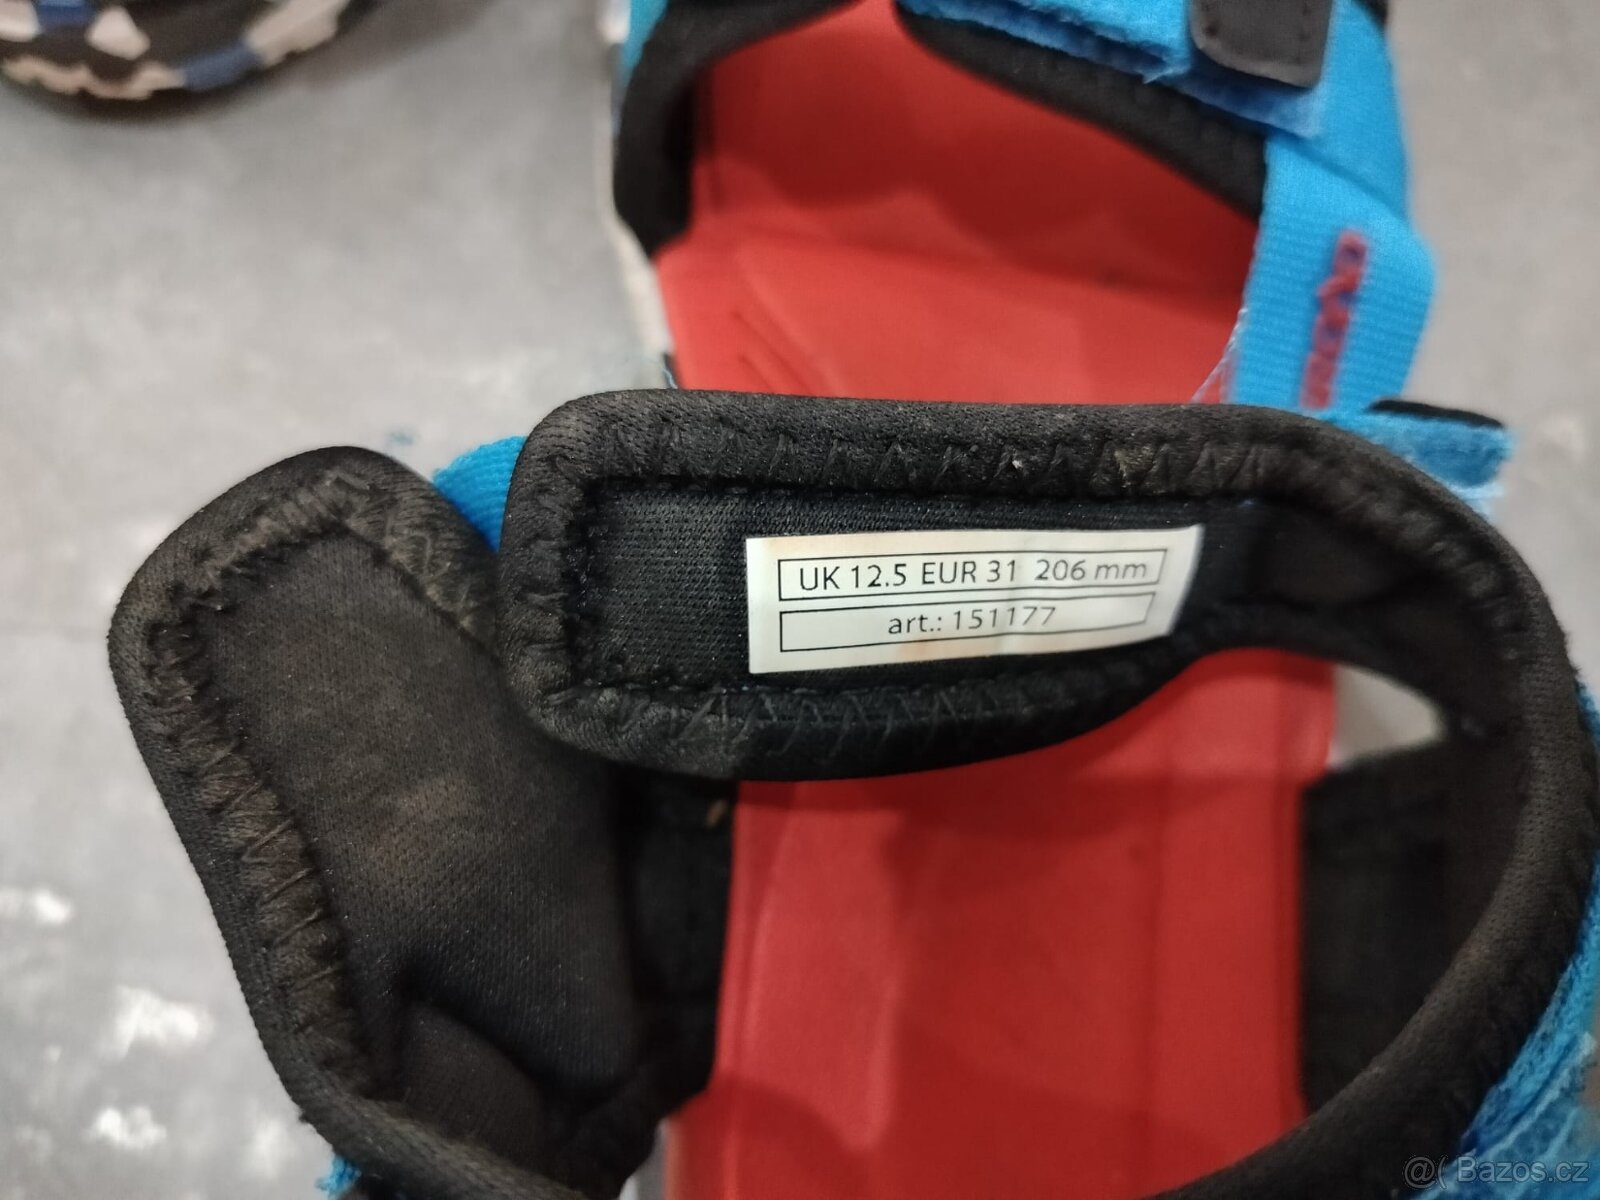 UK 12.5 EUR 31 206 mm
art.: 151177
@( Bazos.cz